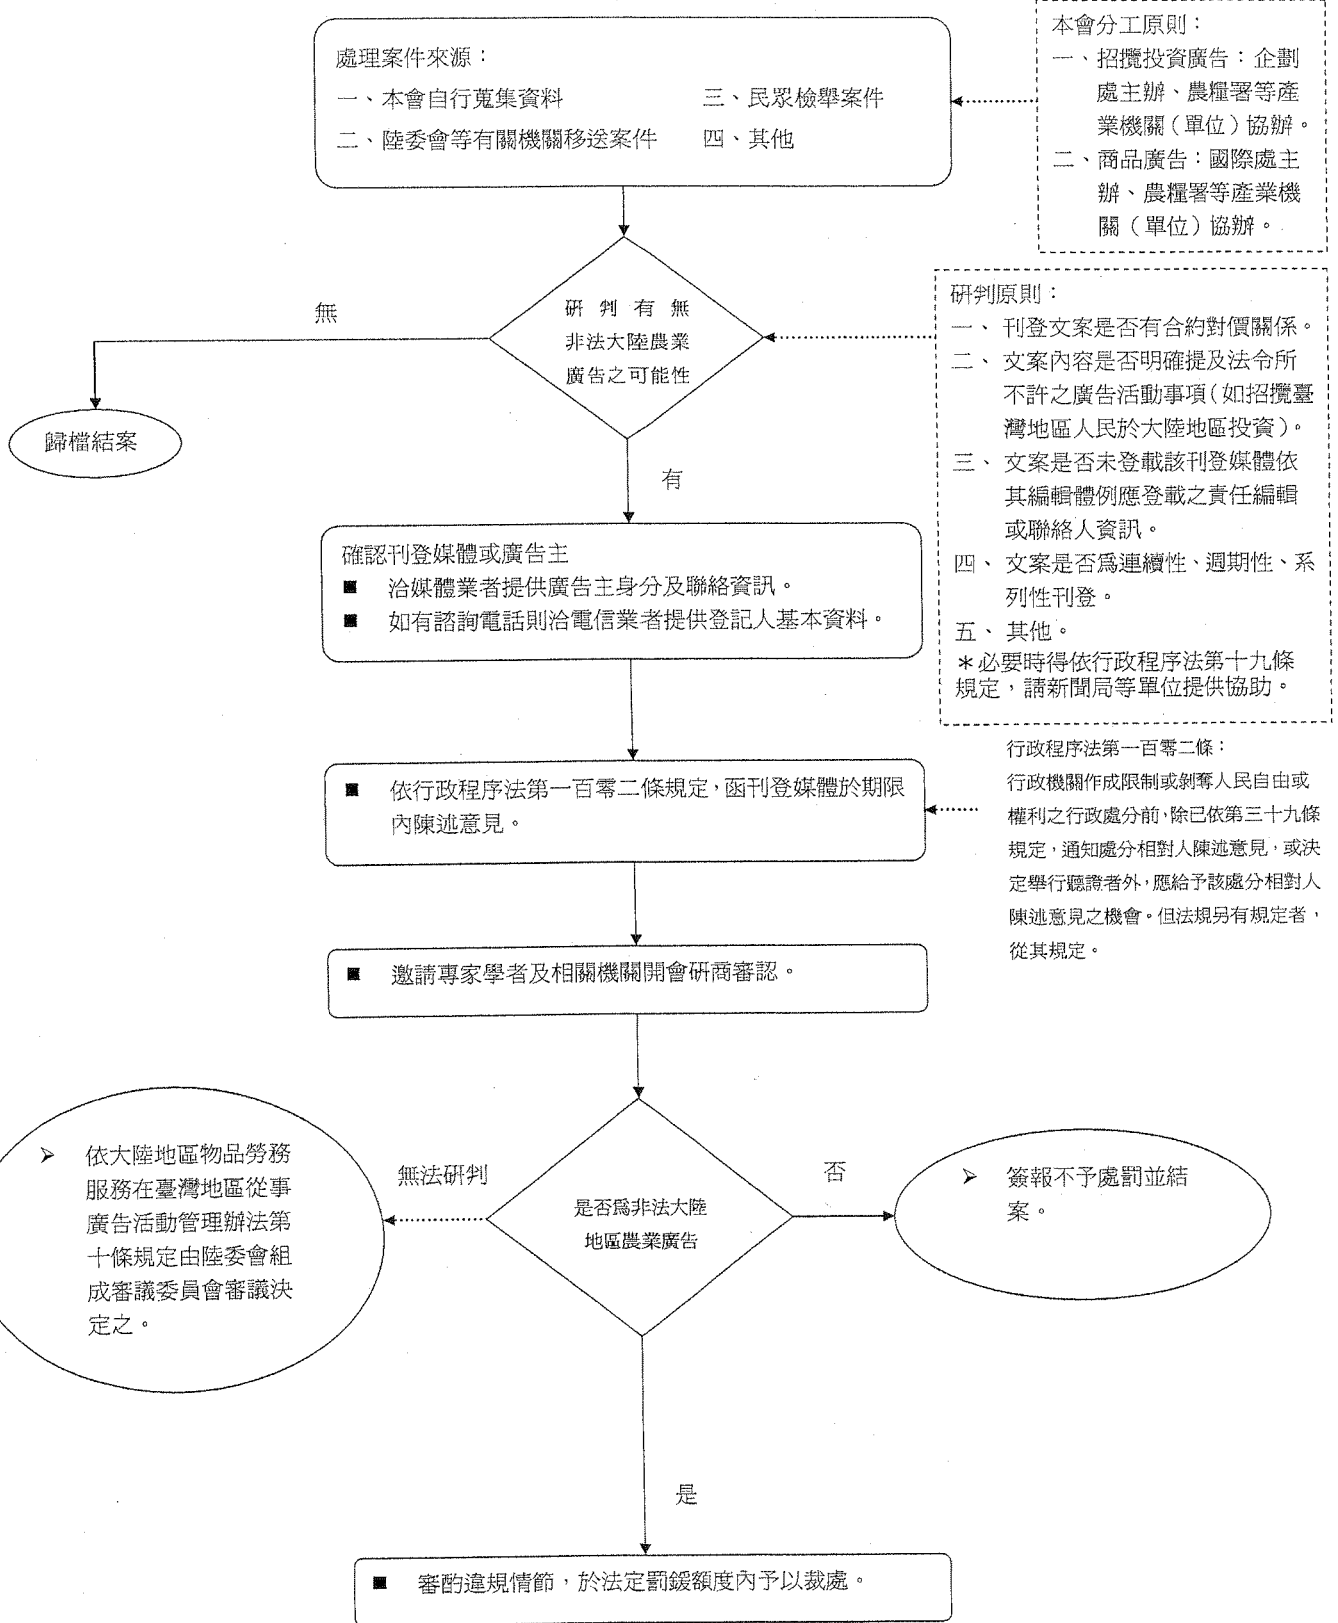 處理案件來源：
一、本會自行蒐集資料　三、民眾檢舉案件
二、陸委會等有關機關移送案件　四、其他
本會分工原則：
一、招攬投資廣告：企劃
處主辦、農糧署等產
業機關（單位）協辦。
二、商品廣告：國際處主
辦、農糧署等產業機
關（單位）協辦。
研判有無
非法大陸農業
廣告之可能性
無
歸檔結案
有
研判原則：
一、刊登文案是否有合約對價關係。
二、文案內容是否明確提及法令所
不許之廣告活動事項（如招攬臺
灣地區人民於大陸地區投資）。
三、文案是否未登載該刊登媒體依
其編輯體例應登載之責任編輯
或聯絡人資訊。
四、文案是否為連續性、週期性、系
列性刊登。
五、其他。
＊必要時得依行政程序法第十九條
規定，請新聞局等單位提供協助。
確認刊登媒體或廣告主
■ 洽媒體業者提供廣告主身分及聯絡資訊。
■ 如有諮詢電話則洽電信業者提供登記人基本資料。
■ 依行政程序法第一百零二條規定，函刊登媒體於期限
內陳述意見。
行政程序法第一百零二條：
行政機關作成限制或剝奪人民自由或
權利之行政處分前，除已依第三十九條
規定，通知處分相對人陳述意見，或決
定舉行聽證者外，應給予該處分相對人
陳述意見之機會。但法規另有規定者，
從其規定。
■ 邀請專家學者及相關機關開會研商審認。
是否為非法大陸
地區農業廣告
無法研判
➢ 依大陸地區物品勞務
服務在臺灣地區從事
廣告活動管理辦法第
十條規定由陸委會組
成審議委員會審議決
定之。
否
➢ 簽報不予處罰並結
案。
是
■ 審酌違規情節，於法定罰鍰額度內予以裁處。